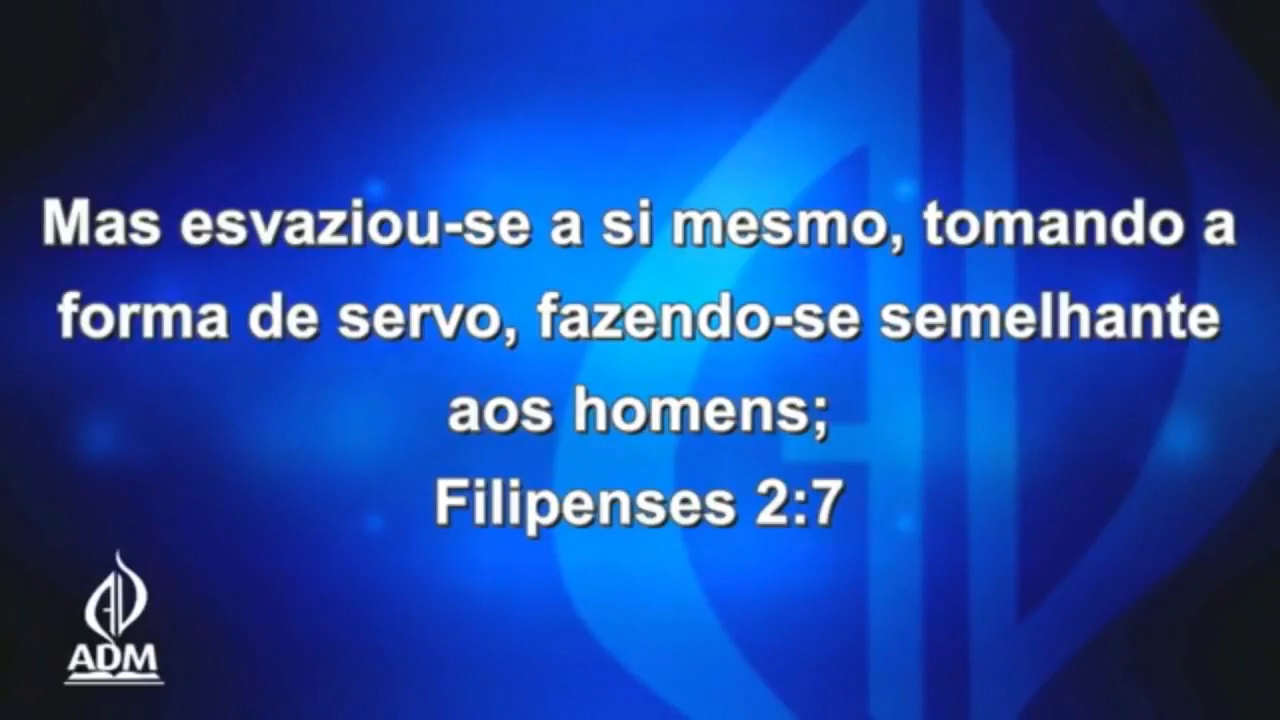 Mas esvaziou-se a si mesmo, tomando a
forma de servo, fazendo-se semelhante
aos homens;
Filipenses 2:7
ADM